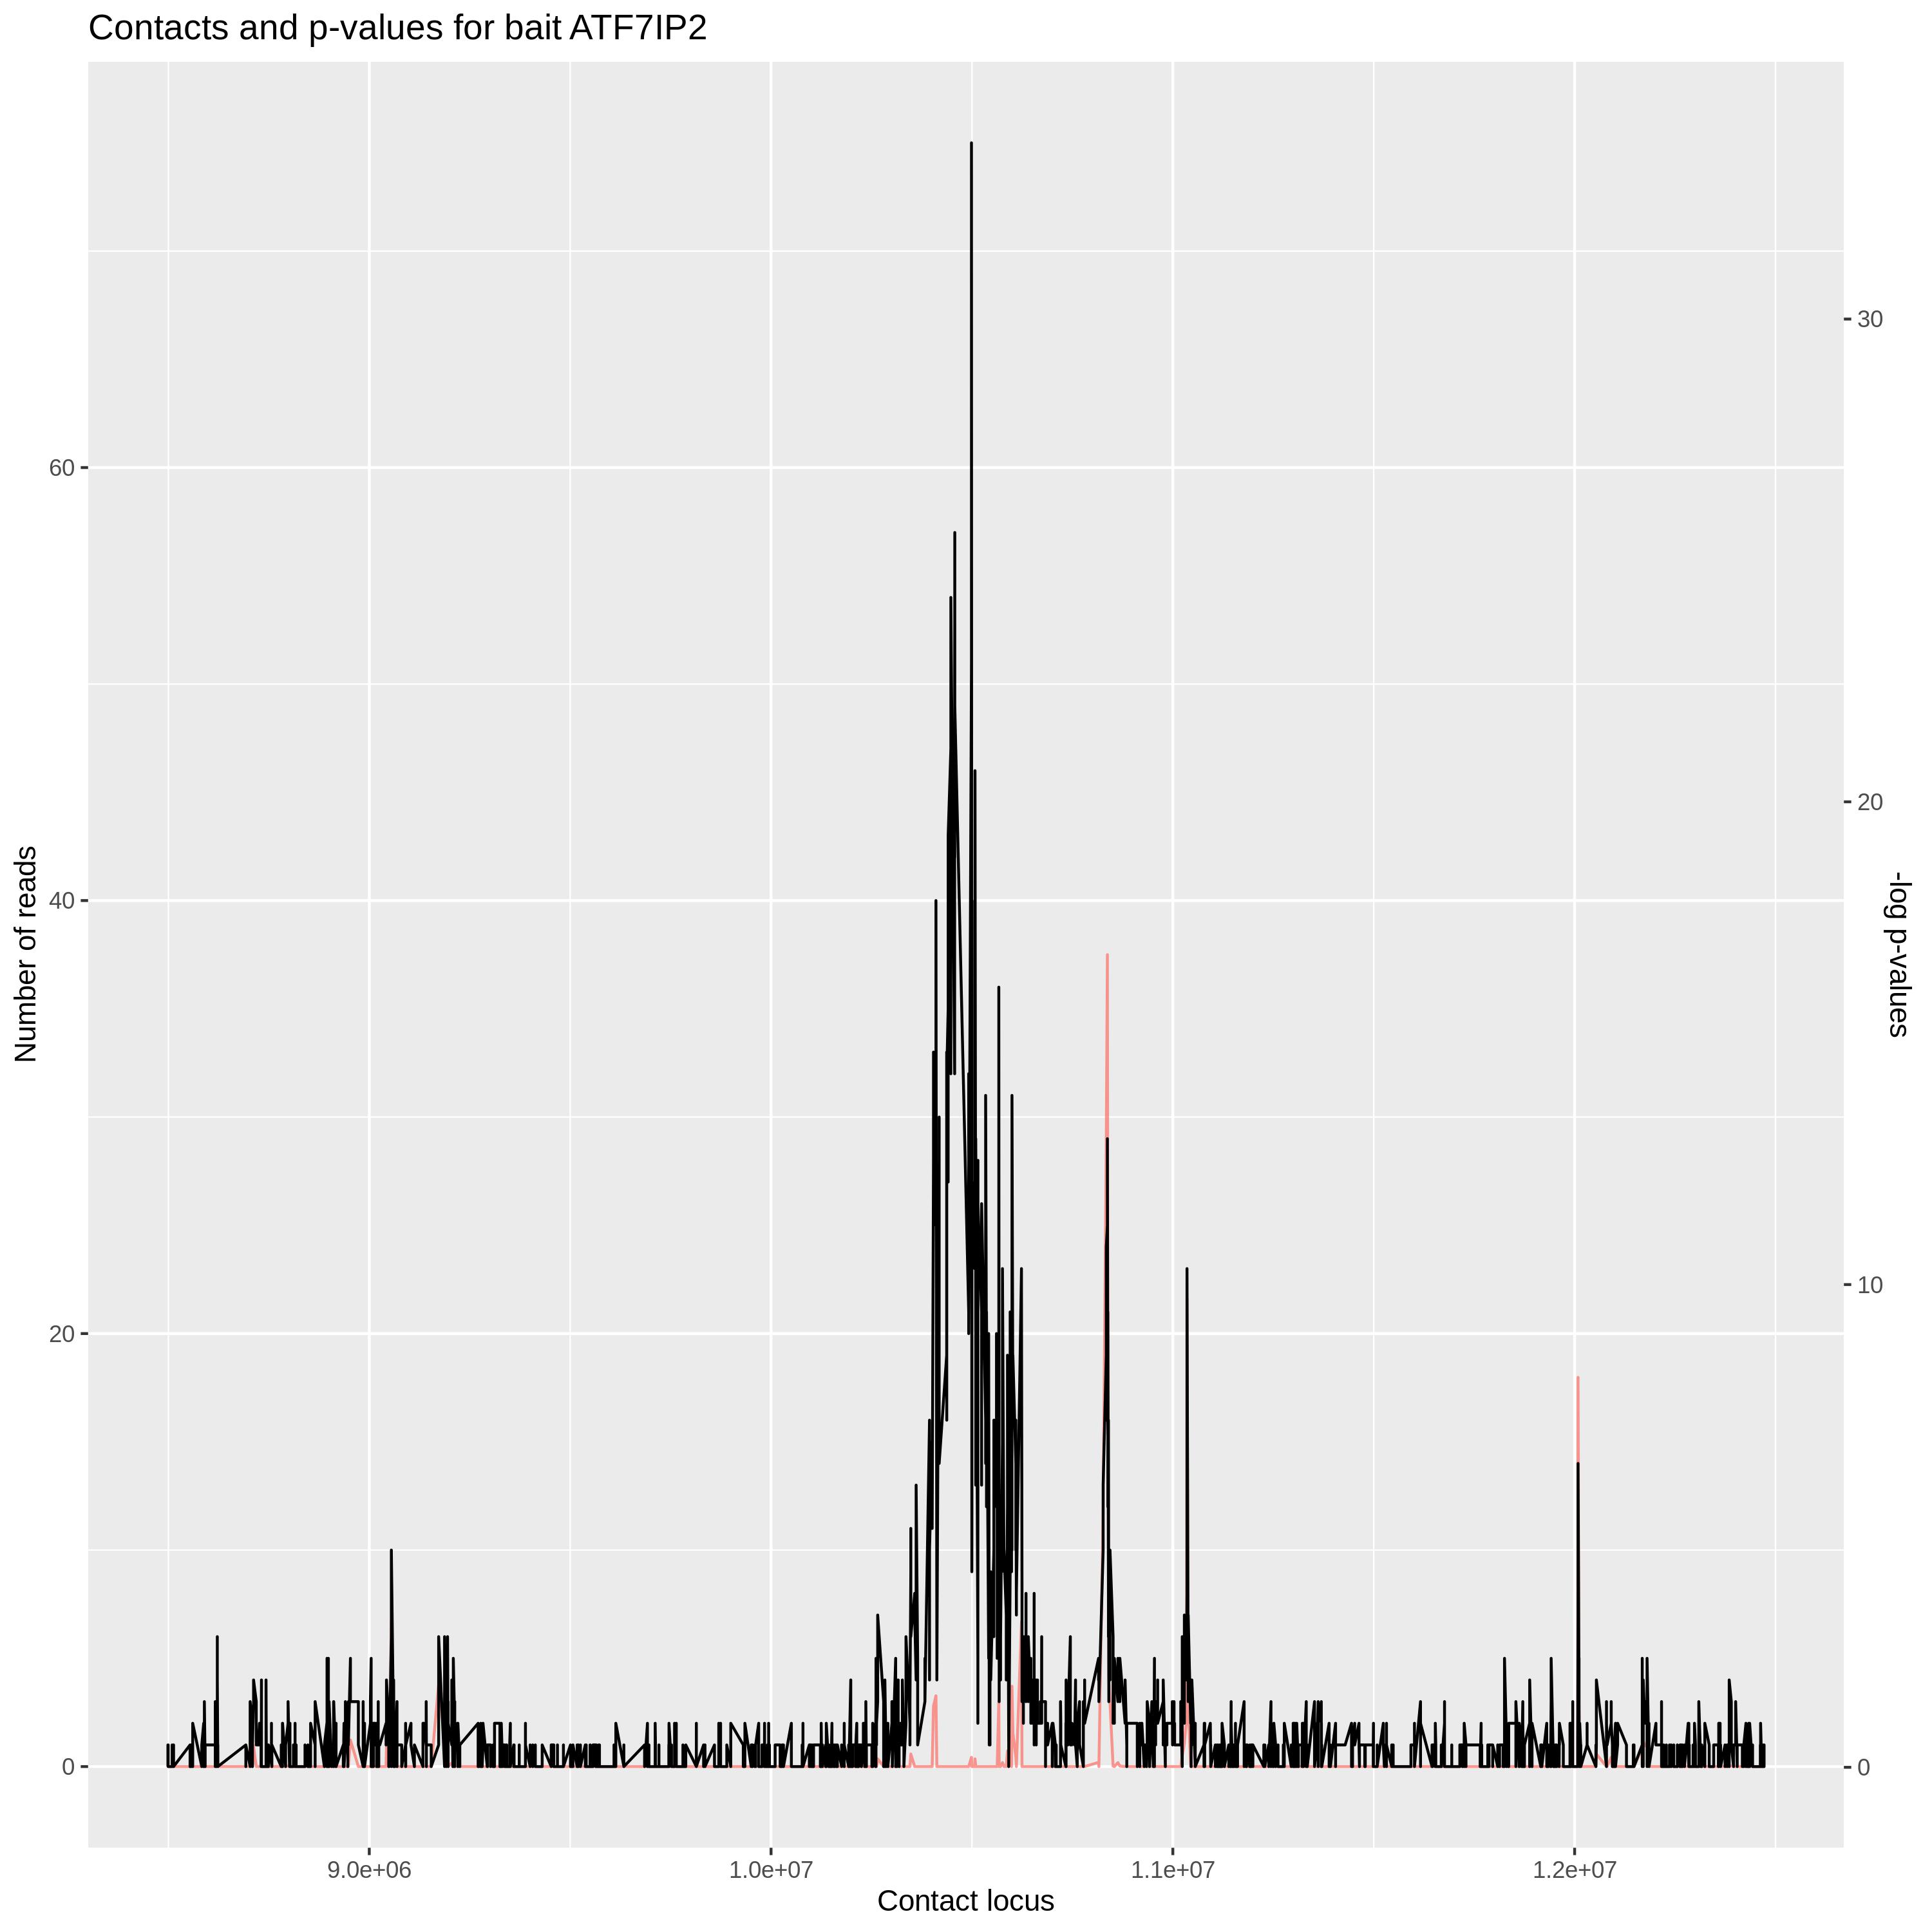 Contacts and p-values for bait ATF7IP2
60
40
20
0
Number of reads
30
20
10
0
-log p-values
9.0e+06
1.0e+07
1.1e+07
1.2e+07
Contact locus